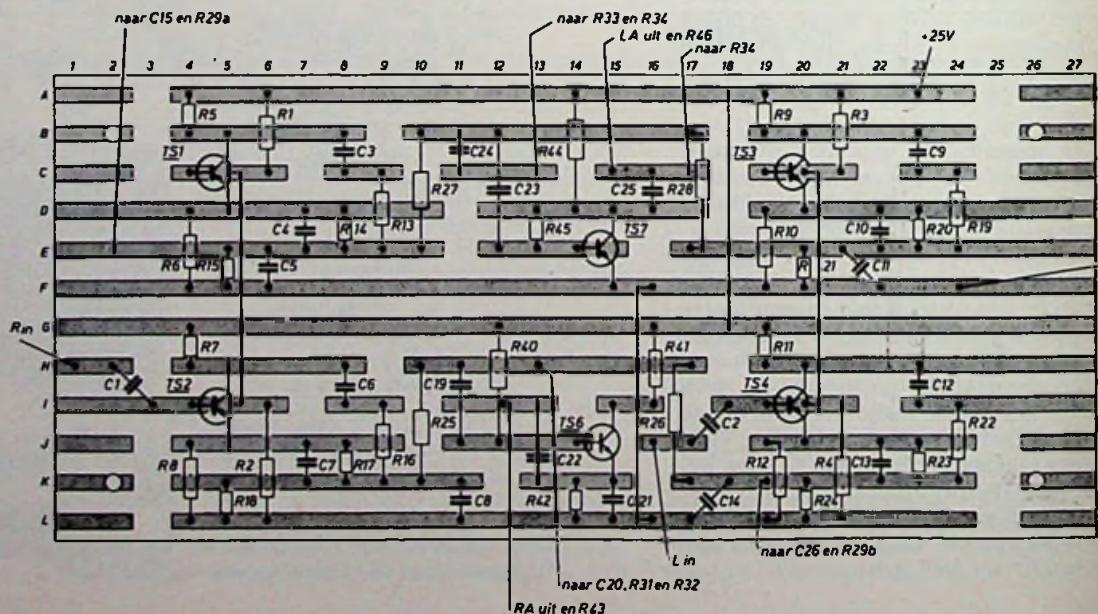 naar C15 en R29a
naar R33 en R34
LA uit en R46
naar R34
+25V
1 2 3 4 5 6 7 8 9 10 11 12 13 14 15 16 17 18 19 20 21 22 23 24 25 26 27
A
R5 R1 R9 R3
B
TS1 C3 C24 R44 TS3 C9
C
R27 C23 C25 R28
D
C4 R14 R13 R45 TS7 R10 C10 R20 R19
E
R6 R15 C5 R21 C11
F
Rin
G
R7 R40 R41 R11
H
C1 TS2 C6 C19 TS4 C12
I
R25 TS6 R26 C2 R22
J
R8 R2 C7 R17 R16 C22 R12 R4 C13 R23
K
R18 C8 R42 C21 C14 R24
L
L in
naar C26 en R29b
naar C20, R31 en R32
RA uit en R43